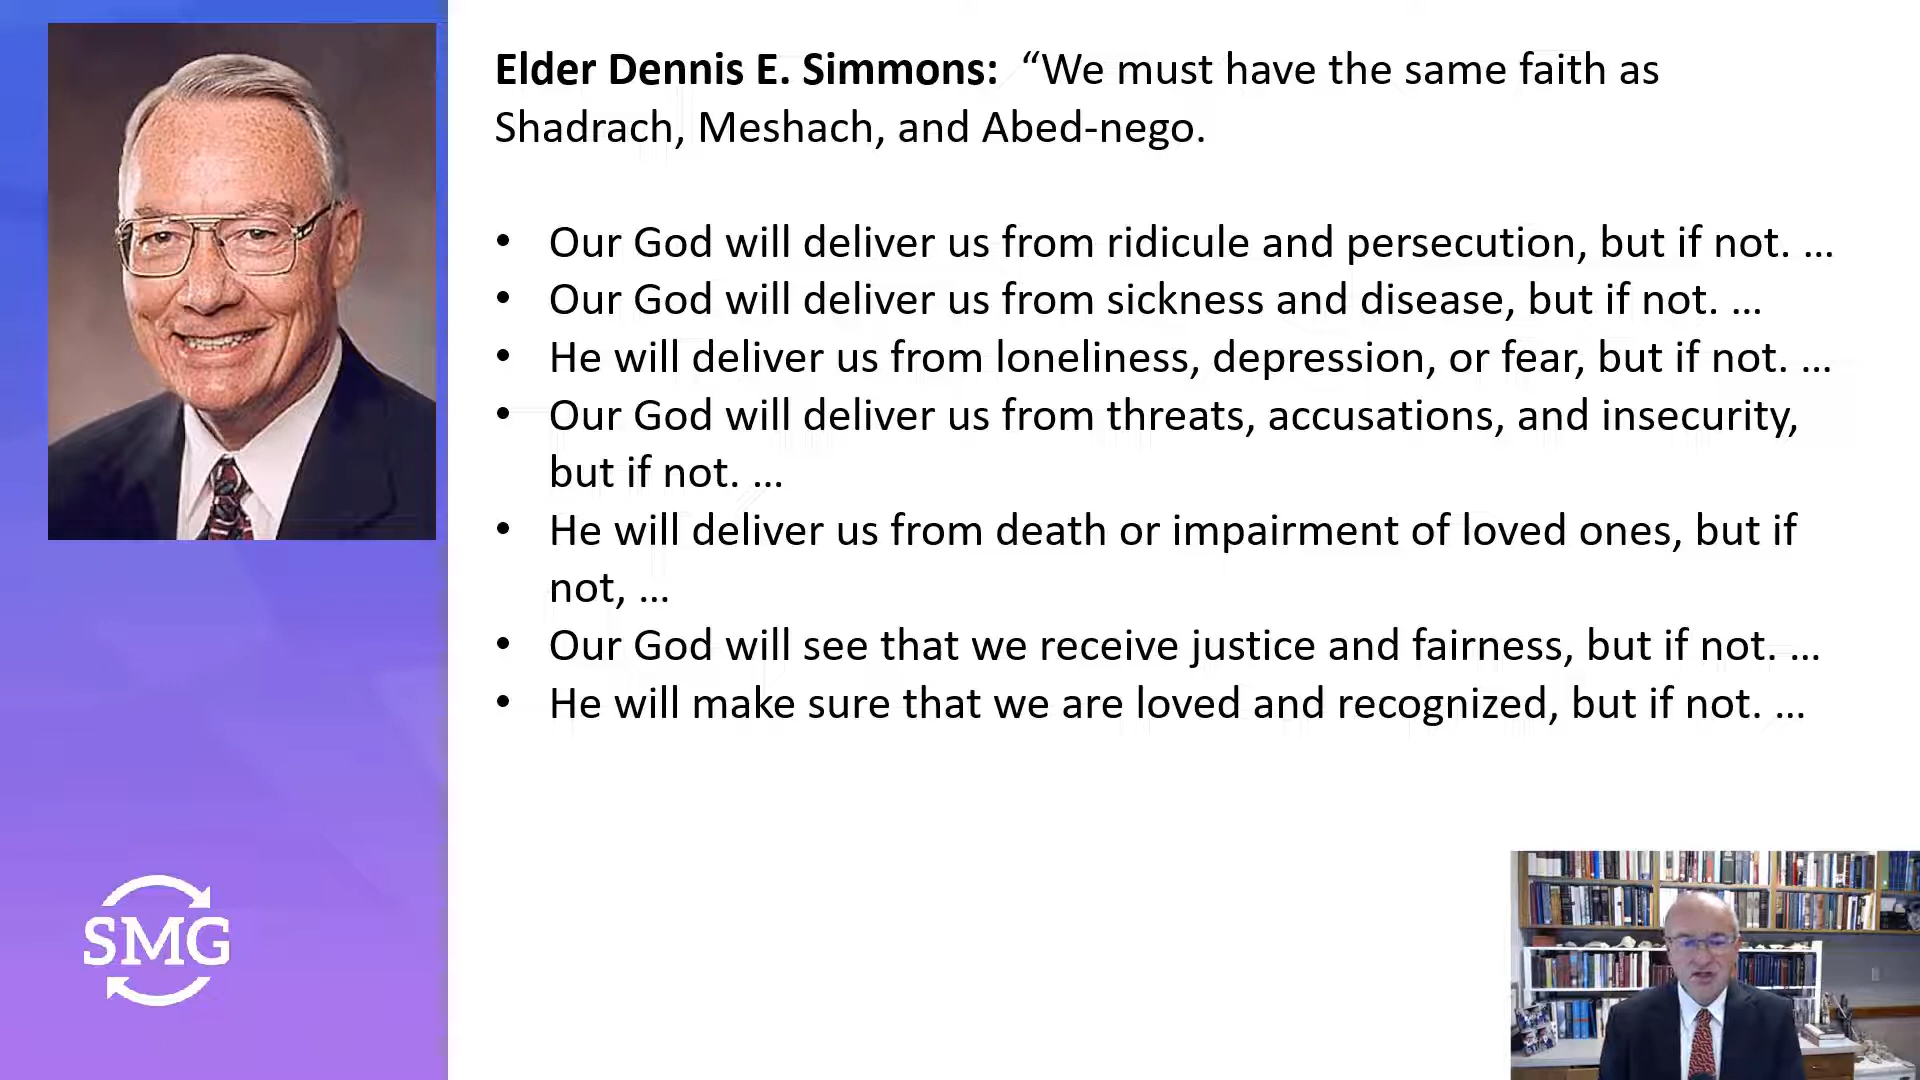 Elder Dennis E. Simmons:  “We must have the same faith as
Shadrach, Meshach, and Abed-nego.
• Our God will deliver us from ridicule and persecution, but if not. …
• Our God will deliver us from sickness and disease, but if not. …
• He will deliver us from loneliness, depression, or fear, but if not. …
• Our God will deliver us from threats, accusations, and insecurity,
but if not. …
• He will deliver us from death or impairment of loved ones, but if
not, …
• Our God will see that we receive justice and fairness, but if not. …
• He will make sure that we are loved and recognized, but if not. …
SMG